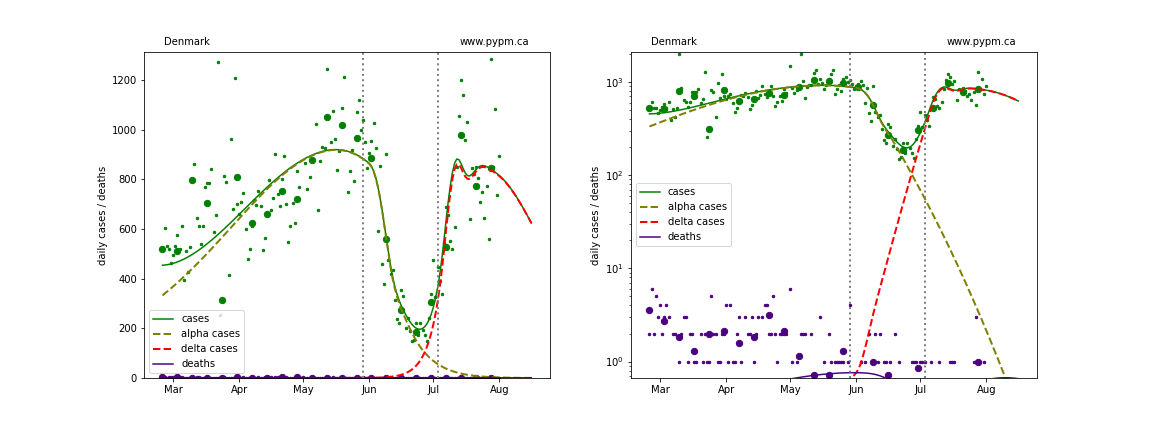 Denmark
www.pypm.ca
daily cases / deaths
1200
1000
800
600
400
200
0
cases
alpha cases
delta cases
deaths
Mar
Apr
May
Jun
Jul
Aug
Denmark
www.pypm.ca
daily cases / deaths
10³
10²
10¹
10⁰
cases
alpha cases
delta cases
deaths
Mar
Apr
May
Jun
Jul
Aug